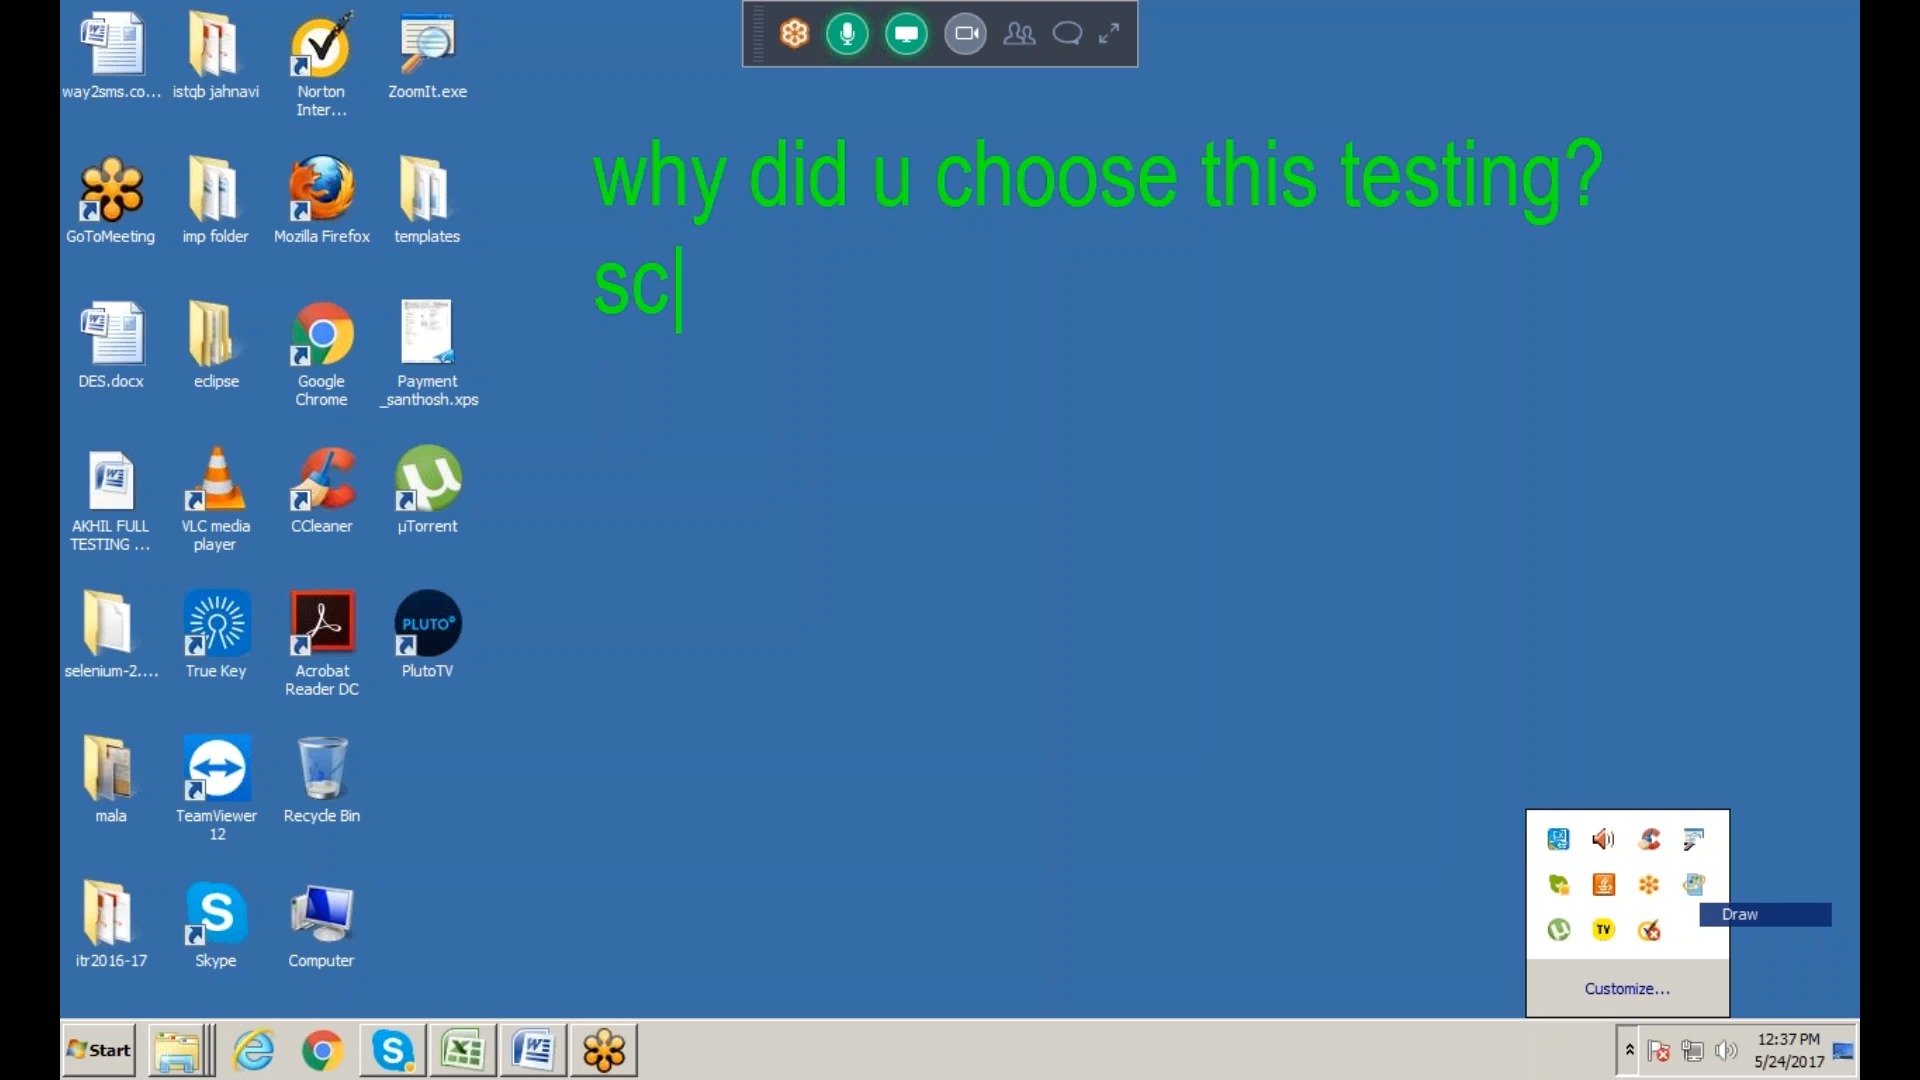 why did u choose this testing?
sc
way2sms.co...
istqb jahnavi
Norton
Inter...
ZoomIt.exe
GoToMeeting
imp folder
Mozilla Firefox
templates
DES.docx
eclipse
Google
Chrome
Payment
_santhosh.xps
AKHIL FULL
TESTING ...
VLC media
player
CCleaner
µTorrent
selenium-2....
True Key
Acrobat
Reader DC
PLUTO
PlutoTV
mala
TeamViewer
12
Recycle Bin
itr2016-17
Skype
Computer
TV
Draw
Customize...
Start
12:37 PM
5/24/2017